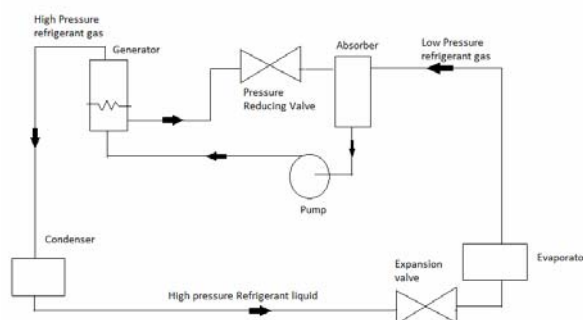 High Pressure
refrigerant gas
Generator
Absorber
Low Pressure
refrigerant gas
Pressure
Reducing Valve
Pump
Condenser
Expansion
valve
Evaporato
High pressure Refrigerant liquid